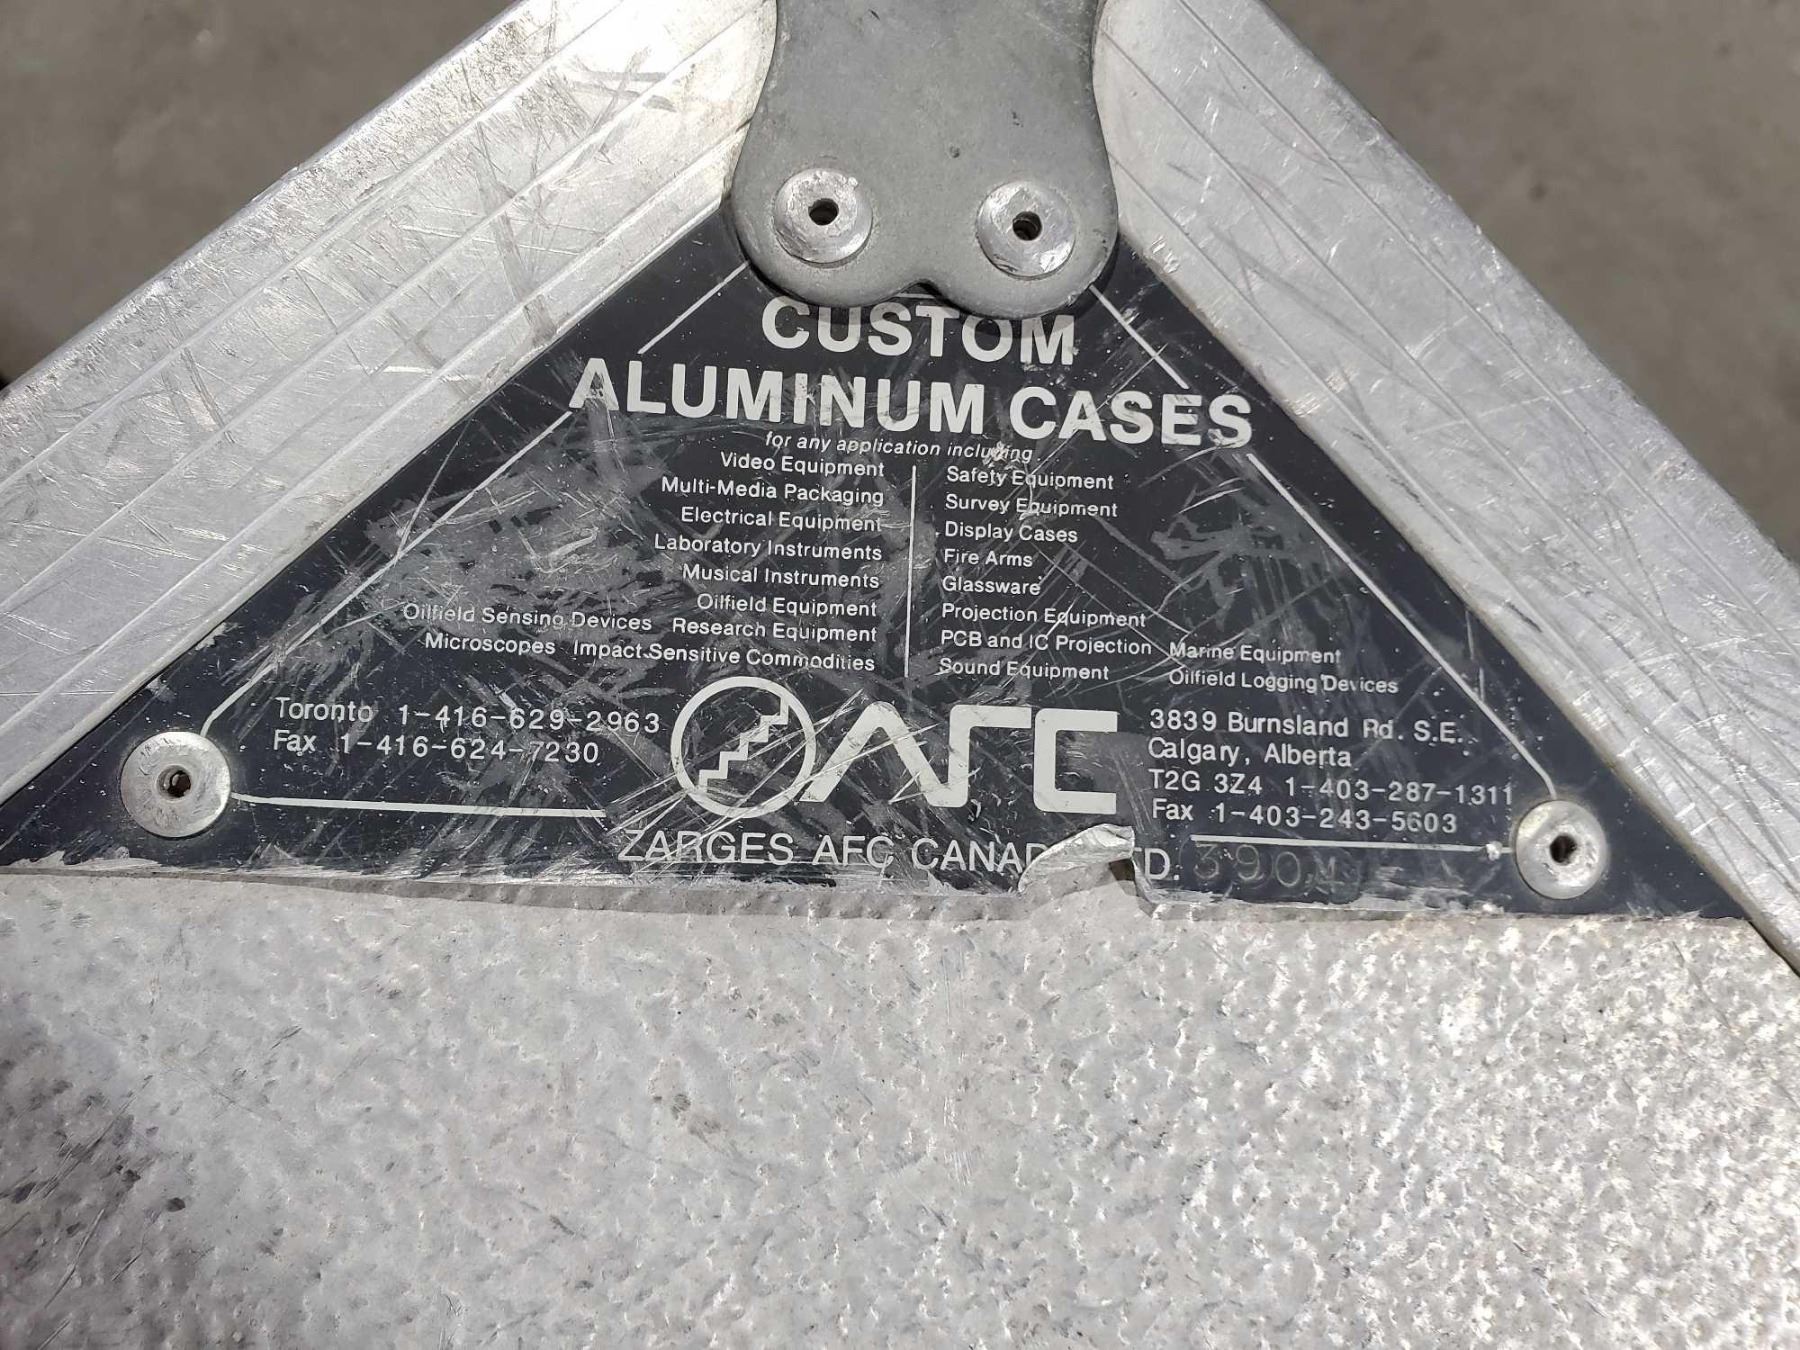 CUSTOM
ALUMINUM CASES
for any application including
Video Equipment
Multi-Media Packaging
Electrical Equipment
Laboratory Instruments
Musical Instruments
Oilfield Equipment
Oilfield Sensing Devices Research Equipment
Microscopes Impact Sensitive Commodities
Safety Equipment
Survey Equipment
Display Cases
Fire Arms
Glassware
Projection Equipment
PCB and IC Projection Marine Equipment
Sound Equipment Oilfield Logging Devices
Toronto 1-416-629-2963
Fax 1-416-624-7230
AFC
3839 Burnsland Rd. S.E.
Calgary, Alberta
T2G 3Z4 1-403-287-1311
Fax 1-403-243-5603
ZARGES AFC